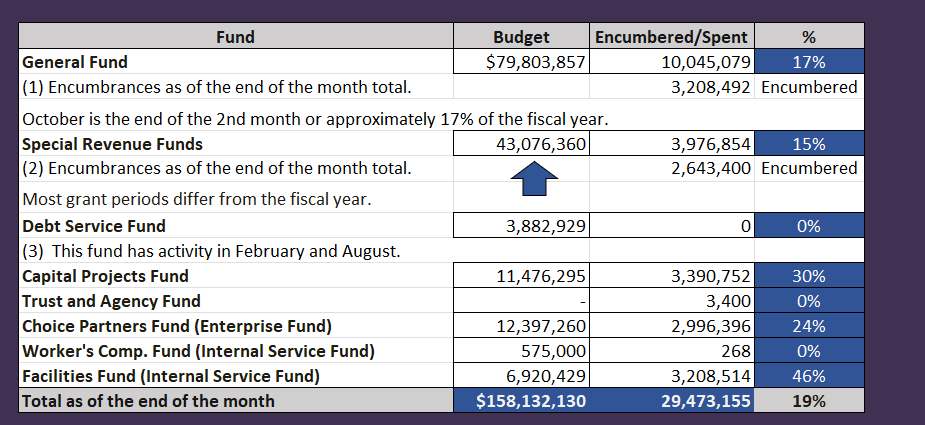 Fund Budget Encumbered/Spent %
General Fund $79,803,857 10,045,079 17%
(1) Encumbrances as of the end of the month total. 3,208,492 Encumbered
October is the end of the 2nd month or approximately 17% of the fiscal year.
Special Revenue Funds 43,076,360 3,976,854 15%
(2) Encumbrances as of the end of the month total. 2,643,400 Encumbered
Most grant periods differ from the fiscal year.
Debt Service Fund 3,882,929 0 0%
(3) This fund has activity in February and August.
Capital Projects Fund 11,476,295 3,390,752 30%
Trust and Agency Fund - 3,400 0%
Choice Partners Fund (Enterprise Fund) 12,397,260 2,996,396 24%
Worker's Comp. Fund (Internal Service Fund) 575,000 268 0%
Facilities Fund (Internal Service Fund) 6,920,429 3,208,514 46%
Total as of the end of the month $158,132,130 29,473,155 19%